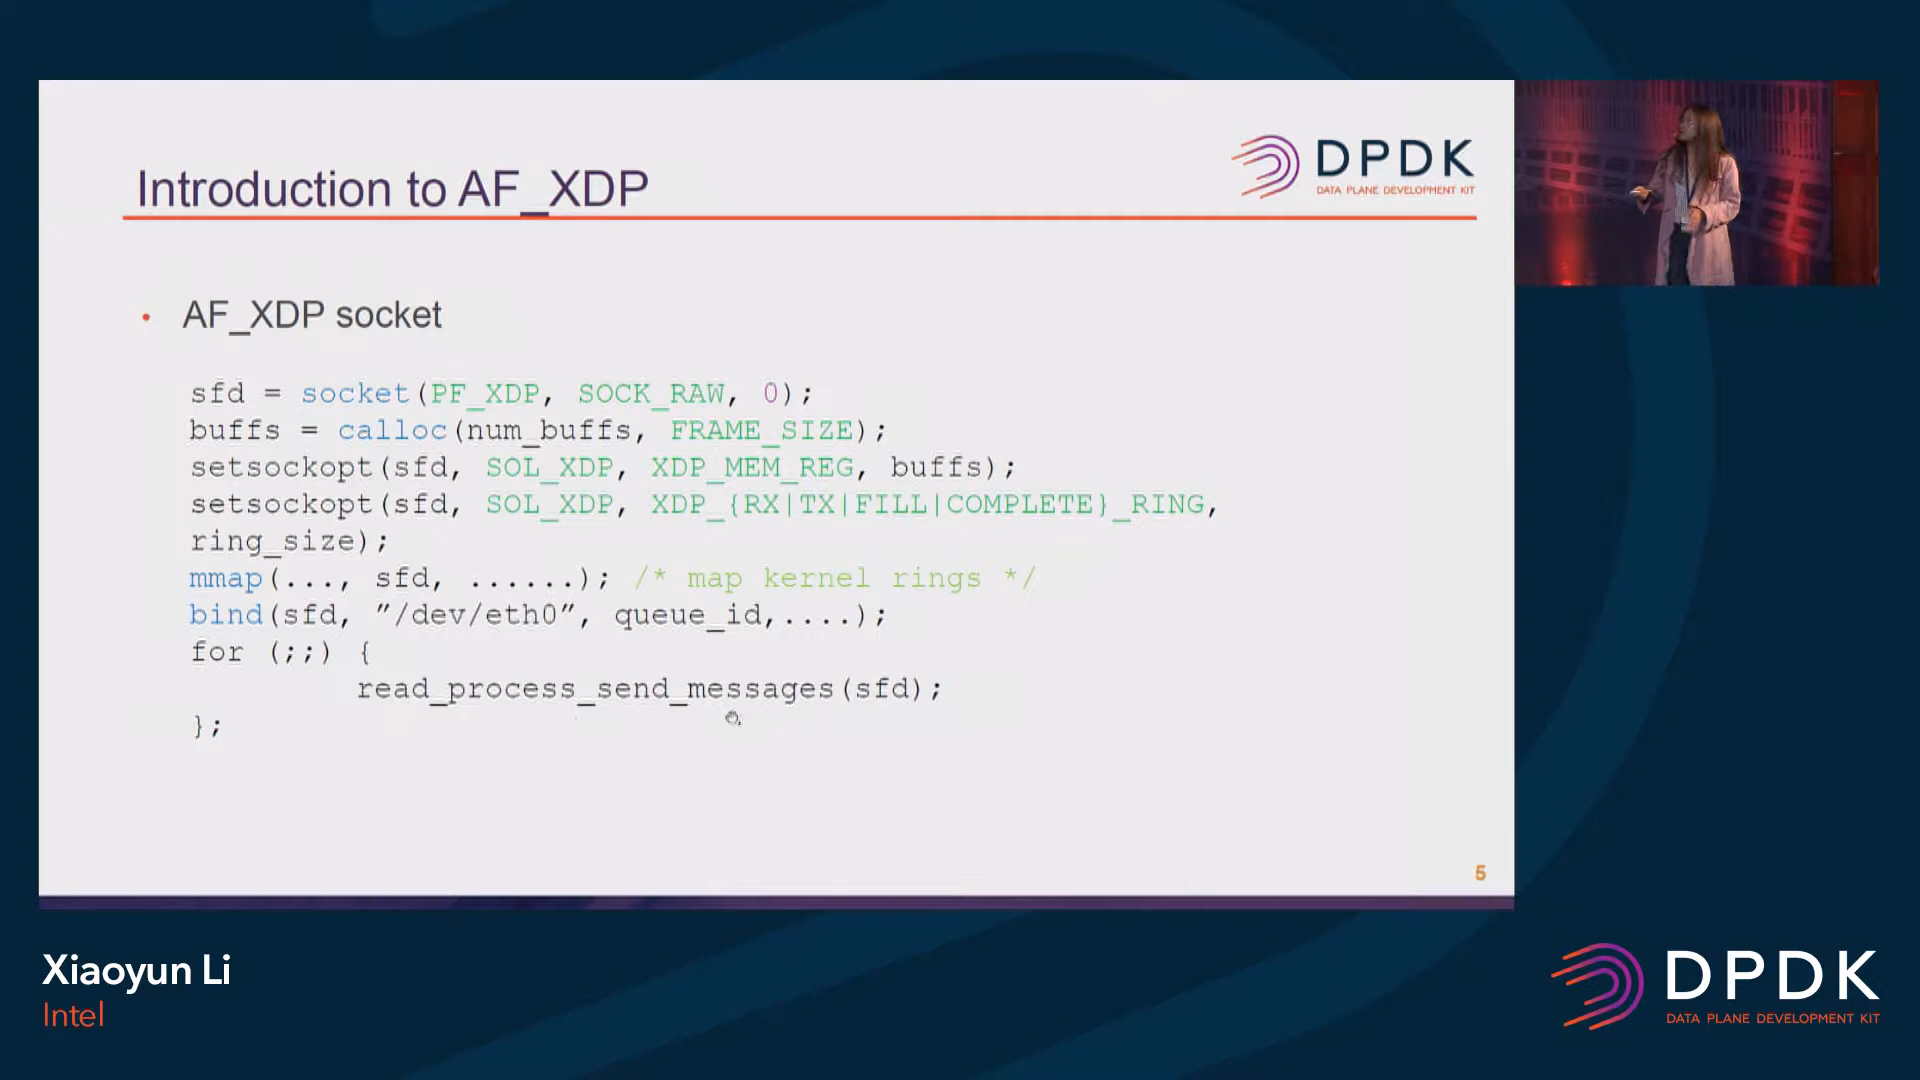 DPDK
DATA PLANE DEVELOPMENT KIT
Introduction to AF_XDP
• AF_XDP socket
sfd = socket(PF_XDP, SOCK_RAW, 0);
buffs = calloc(num_buffs, FRAME_SIZE);
setsockopt(sfd, SOL_XDP, XDP_MEM_REG, buffs);
setsockopt(sfd, SOL_XDP, XDP_{RX|TX|FILL|COMPLETE}_RING,
ring_size);
mmap(..., sfd, ......); /* map kernel rings */
bind(sfd, ”/dev/eth0”, queue_id,....);
for (;;) {
read_process_send_messages(sfd);
};
5
Xiaoyun Li
Intel
DPDK
DATA PLANE DEVELOPMENT KIT